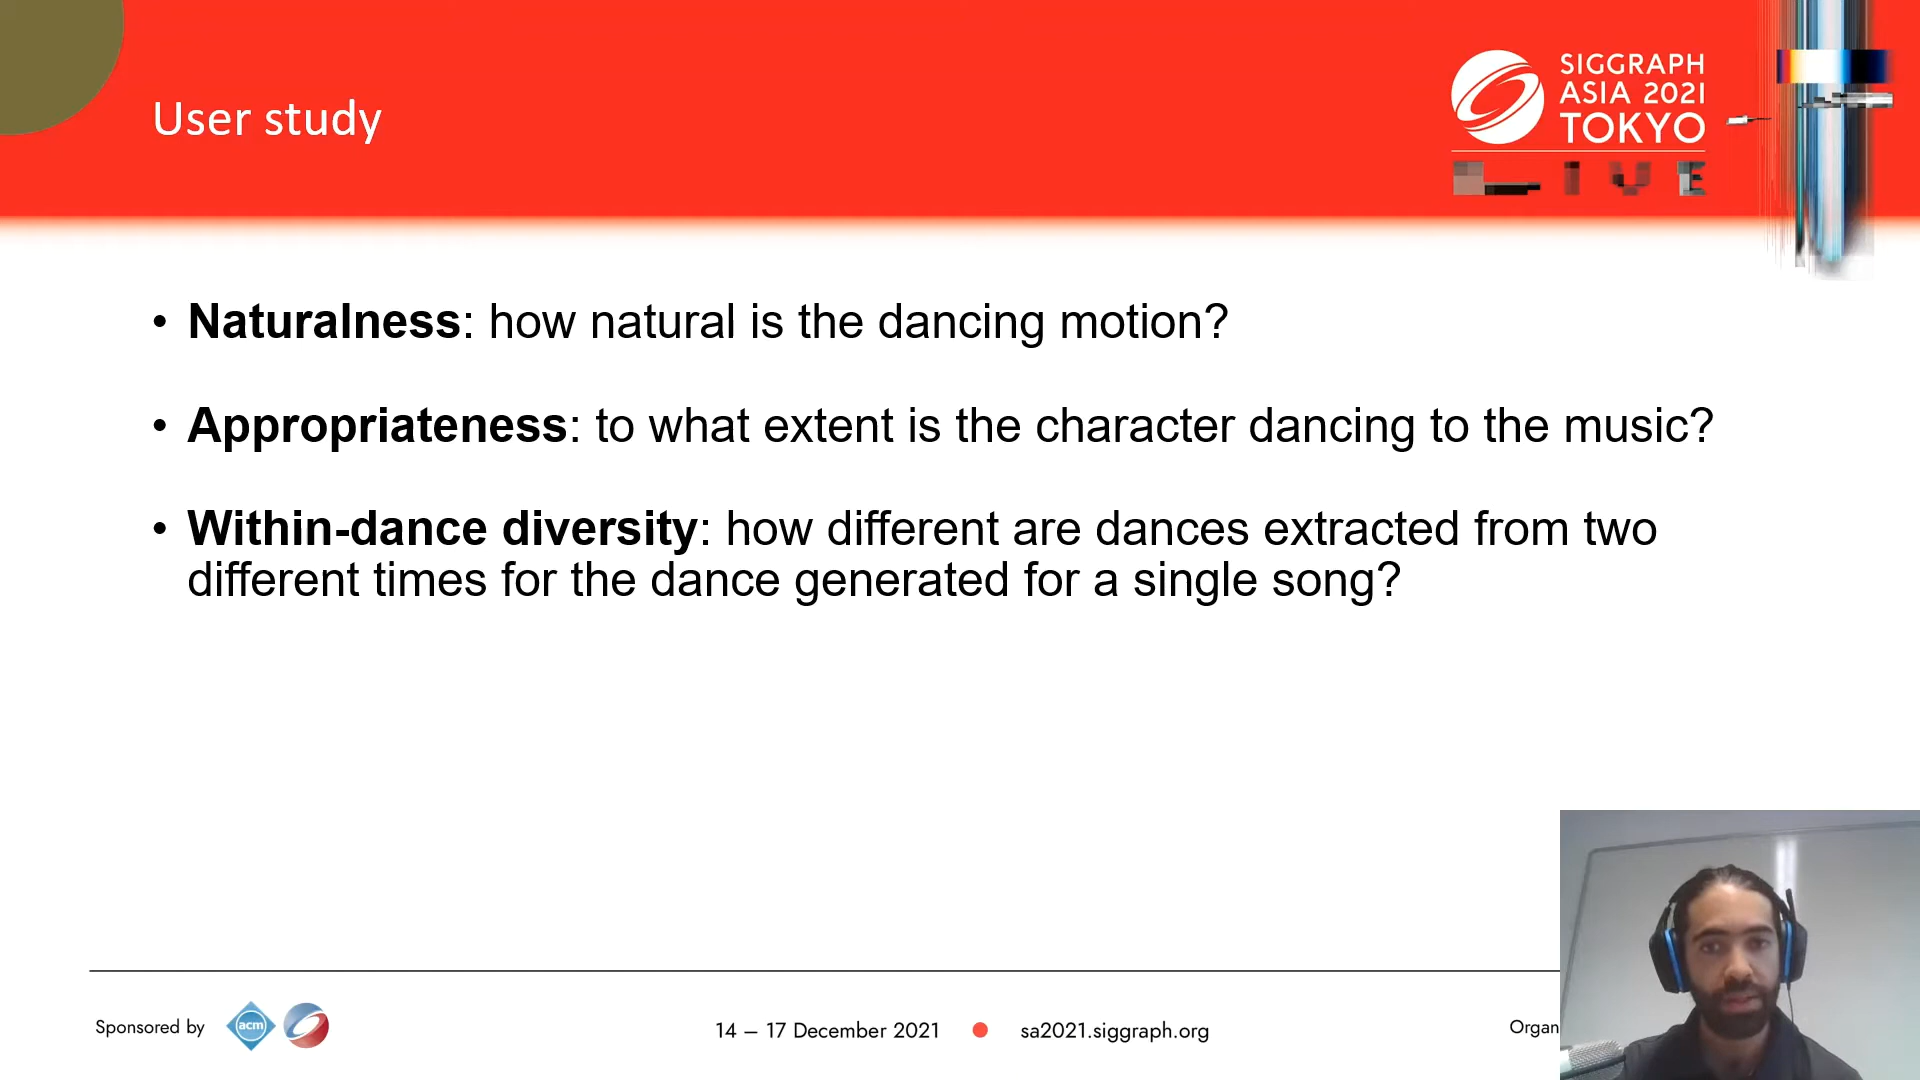 User study
SIGGRAPH
ASIA 2021
TOKYO
LIVE
• Naturalness: how natural is the dancing motion?
• Appropriateness: to what extent is the character dancing to the music?
• Within-dance diversity: how different are dances extracted from two
different times for the dance generated for a single song?
Sponsored by
acm
14 – 17 December 2021
sa2021.siggraph.org
Organ